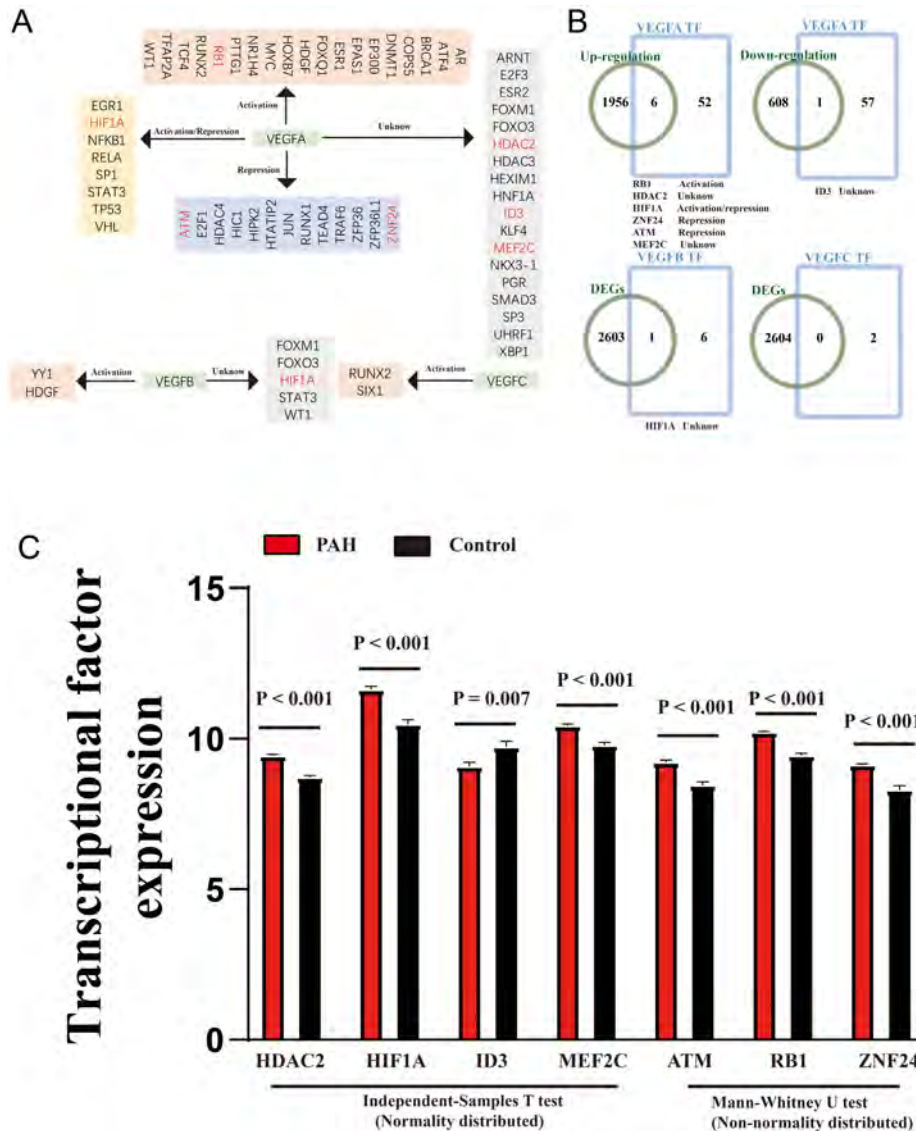 A
WT1
TFAP2A
TCF4
RUNX2
RB1
PTTG1
NR1H4
MYC
HOXB7
HDGF
FOXO1
ESR1
EPAS1
EP300
DNMT1
COPS5
BRCA1
ATF4
AR
EGR1
HIF1A
NFKB1
RELA
SP1
STAT3
TP53
VHL
Activation
Activation/Repression
VEGFA
Unknow
Repression
ATM
E2F1
HDAC4
HIC1
HIPK2
HTATIP2
JUN
RUNX1
TEAD4
TRAF6
ZFP36
ZFP36L1
ZNF24
ARNT
E2F3
ESR2
FOXM1
FOXO3
HDAC2
HDAC3
HEXIM1
HNF1A
ID3
KLF4
MEF2C
NKX3-1
PGR
SMAD3
SP3
UHRF1
XBP1
YY1
HDGF
Activation
VEGFB
Unknow
FOXM1
FOXO3
HIF1A
STAT3
WT1
RUNX2
SIX1
Activation
VEGFC
B
VEGFA TF
Up-regulation
1956 6 52
RB1 Activation
HDAC2 Unknow
HIF1A Activation/repression
ZNF24 Repression
ATM Repression
MEF2C Unknow
VEGFA TF
Down-regulation
608 1 57
ID3 Unknow
VEGFB TF
DEGs
2603 1 6
HIF1A Unknow
VEGFC TF
DEGs
2604 0 2
C
PAH Control
Transcriptional factor
expression
15
10
5
0
P < 0.001
P < 0.001
P = 0.007
P < 0.001
P < 0.001
P < 0.001
P < 0.001
HDAC2 HIF1A ID3 MEF2C ATM RB1 ZNF24
Independent-Samples T test
(Normality distributed)
Mann-Whitney U test
(Non-normality distributed)